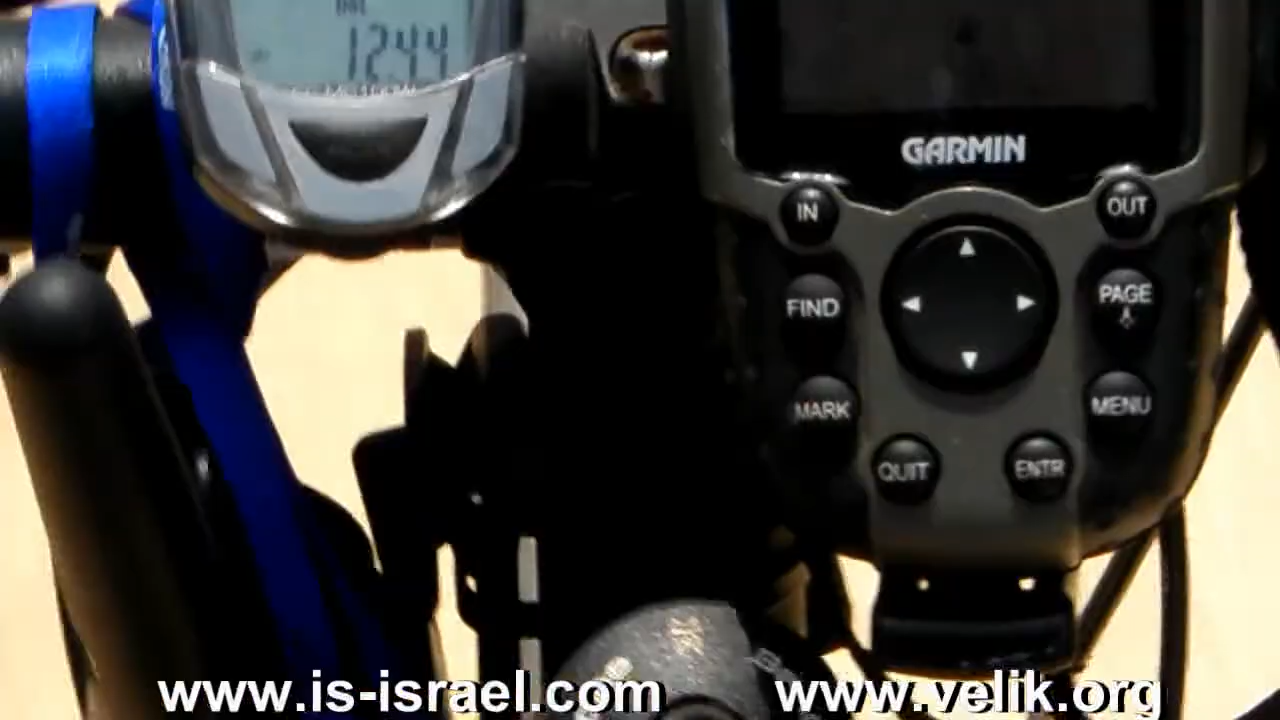 1244
GARMIN
IN
OUT
FIND
PAGE
MARK
MENU
QUIT
ENTR
www.is-israel.com
www.velik.org